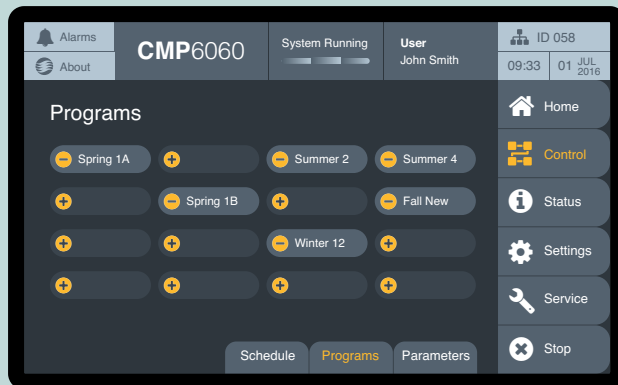 Alarms
About
CMP6060
System Running
User
John Smith
ID 058
09:33
01 JUL 2016
Programs
Home
Spring 1A
Summer 2
Summer 4
Control
Spring 1B
Fall New
Status
Winter 12
Settings
Service
Schedule
Programs
Parameters
Stop